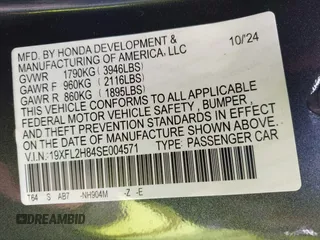 MFD. BY HONDA DEVELOPMENT &
MANUFACTURING OF AMERICA, LLC 10/'24
GVWR 1790KG (3946LBS)
GAWR F 960KG (2116LBS)
GAWR R 860KG (1895LBS)
THIS VEHICLE CONFORMS TO ALL APPLICABLE
FEDERAL MOTOR VEHICLE SAFETY, BUMPER,
AND THEFT PREVENTION STANDARDS IN EFFECT
ON THE DATE OF MANUFACTURE SHOWN ABOVE.
V.I.N: 19XFL2H84SE004571 TYPE: PASSENGER CAR
T64 S AB7 -NH904M -Z -E
DREAMBID